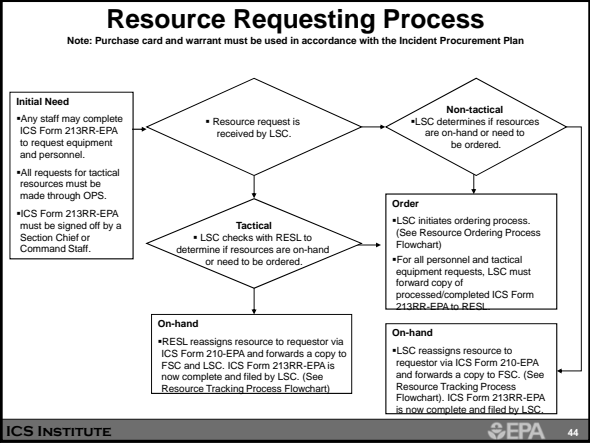 Resource Requesting Process
Note: Purchase card and warrant must be used in accordance with the Incident Procurement Plan
Initial Need
▪Any staff may complete
ICS Form 213RR-EPA
to request equipment
and personnel.
▪All requests for tactical
resources must be
made through OPS.
▪ICS Form 213RR-EPA
must be signed off by a
Section Chief or
Command Staff.
▪ Resource request is
received by LSC.
Non-tactical
▪LSC determines if resources
are on-hand or need to
be ordered.
Tactical
▪ LSC checks with RESL to
determine if resources are on-hand
or need to be ordered.
Order
▪LSC initiates ordering process.
(See Resource Ordering Process
Flowchart)
▪For all personnel and tactical
equipment requests, LSC must
forward copy of
processed/completed ICS Form
213RR-EPA to RESL.
On-hand
▪RESL reassigns resource to requestor via
ICS Form 210-EPA and forwards a copy to
FSC and LSC. ICS Form 213RR-EPA is
now complete and filed by LSC. (See
Resource Tracking Process Flowchart)
On-hand
▪LSC reassigns resource to
requestor via ICS Form 210-EPA
and forwards a copy to FSC. (See
Resource Tracking Process
Flowchart). ICS Form 213RR-EPA
is now complete and filed by LSC.
ICS INSTITUTE
EPA
44